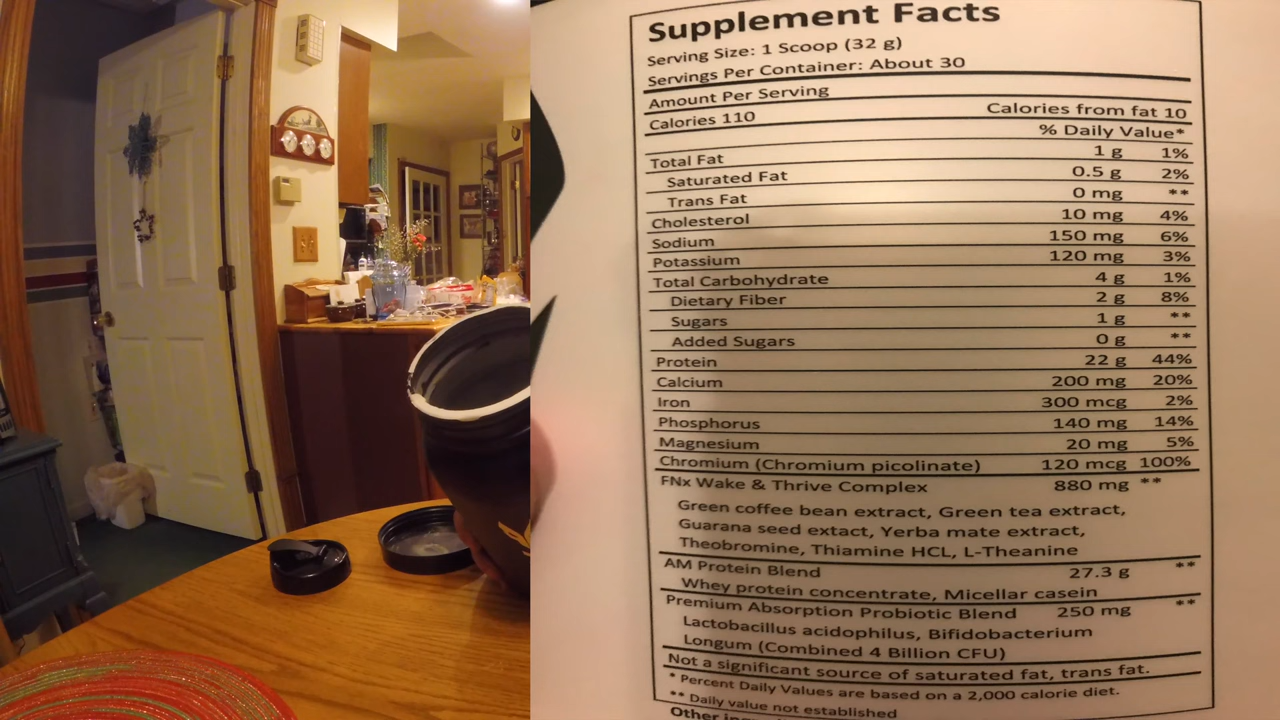 Supplement Facts
Serving Size: 1 Scoop (32 g)
Servings Per Container: About 30
Amount Per Serving
Calories 110 Calories from fat 10
% Daily Value*
Total Fat 1 g 1%
Saturated Fat 0.5 g 2%
Trans Fat 0 mg **
Cholesterol 10 mg 4%
Sodium 150 mg 6%
Potassium 120 mg 3%
Total Carbohydrate 4 g 1%
Dietary Fiber 2 g 8%
Sugars 1 g **
Added Sugars 0 g **
Protein 22 g 44%
Calcium 200 mg 20%
Iron 300 mcg 2%
Phosphorus 140 mg 14%
Magnesium 20 mg 5%
Chromium (Chromium picolinate) 120 mcg 100%
FNx Wake & Thrive Complex 880 mg **
Green coffee bean extract, Green tea extract,
Guarana seed extact, Yerba mate extract,
Theobromine, Thiamine HCL, L-Theanine
AM Protein Blend 27.3 g **
Whey protein concentrate, Micellar casein
Premium Absorption Probiotic Blend 250 mg **
Lactobacillus acidophilus, Bifidobacterium
Longum (Combined 4 Billion CFU)
Not a significant source of saturated fat, trans fat.
* Percent Daily Values are based on a 2,000 calorie diet.
** Daily value not established
Other